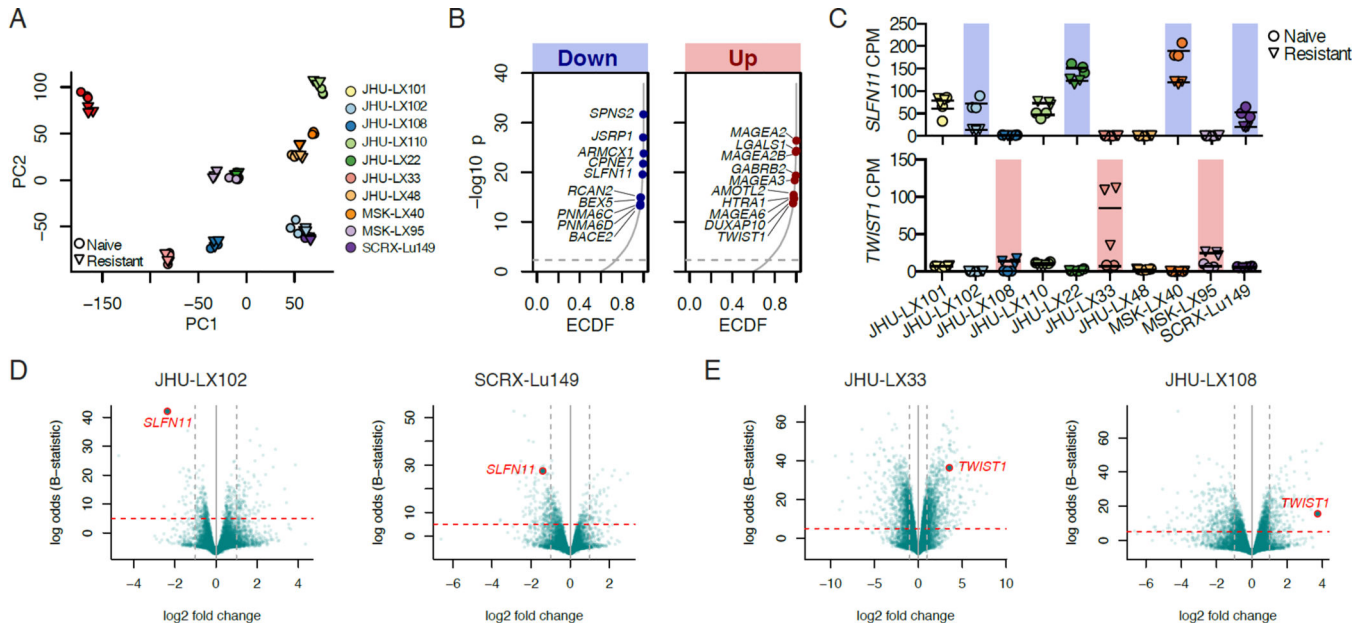 A
PC2
100
50
0
−50
−150
−50
0
50
PC1
Naive
Resistant
JHU-LX101
JHU-LX102
JHU-LX108
JHU-LX110
JHU-LX22
JHU-LX33
JHU-LX48
MSK-LX40
MSK-LX95
SCRX-Lu149
B
Down
Up
−log10 p
40
30
20
10
0
SPNS2
JSRP1
ARMCX1
CPNE7
SLFN11
RCAN2
BEX5
PNMA6C
PNMA6D
BACE2
0.0
0.4
0.8
ECDF
MAGEA2
LGALS1
MAGEA2B
GABRB2
MAGEA3
AMOTL2
HTRA1
MAGEA6
DUXAP10
TWIST1
0.0
0.4
0.8
ECDF
C
SLFN11 CPM
250
200
150
100
50
0
Naive
Resistant
TWIST1 CPM
150
100
50
0
JHU-LX101
JHU-LX102
JHU-LX108
JHU-LX110
JHU-LX22
JHU-LX33
JHU-LX48
MSK-LX40
MSK-LX95
SCRX-Lu149
D
JHU-LX102
log odds (B−statistic)
40
30
20
10
0
SLFN11
−4
−2
0
2
4
log2 fold change
SCRX-Lu149
log odds (B−statistic)
50
40
30
20
10
0
SLFN11
−6
−4
−2
0
2
log2 fold change
E
JHU-LX33
log odds (B−statistic)
60
40
20
0
TWIST1
−10
−5
0
5
10
log2 fold change
JHU-LX108
log odds (B−statistic)
80
60
40
20
0
TWIST1
−6
−4
−2
0
2
4
log2 fold change